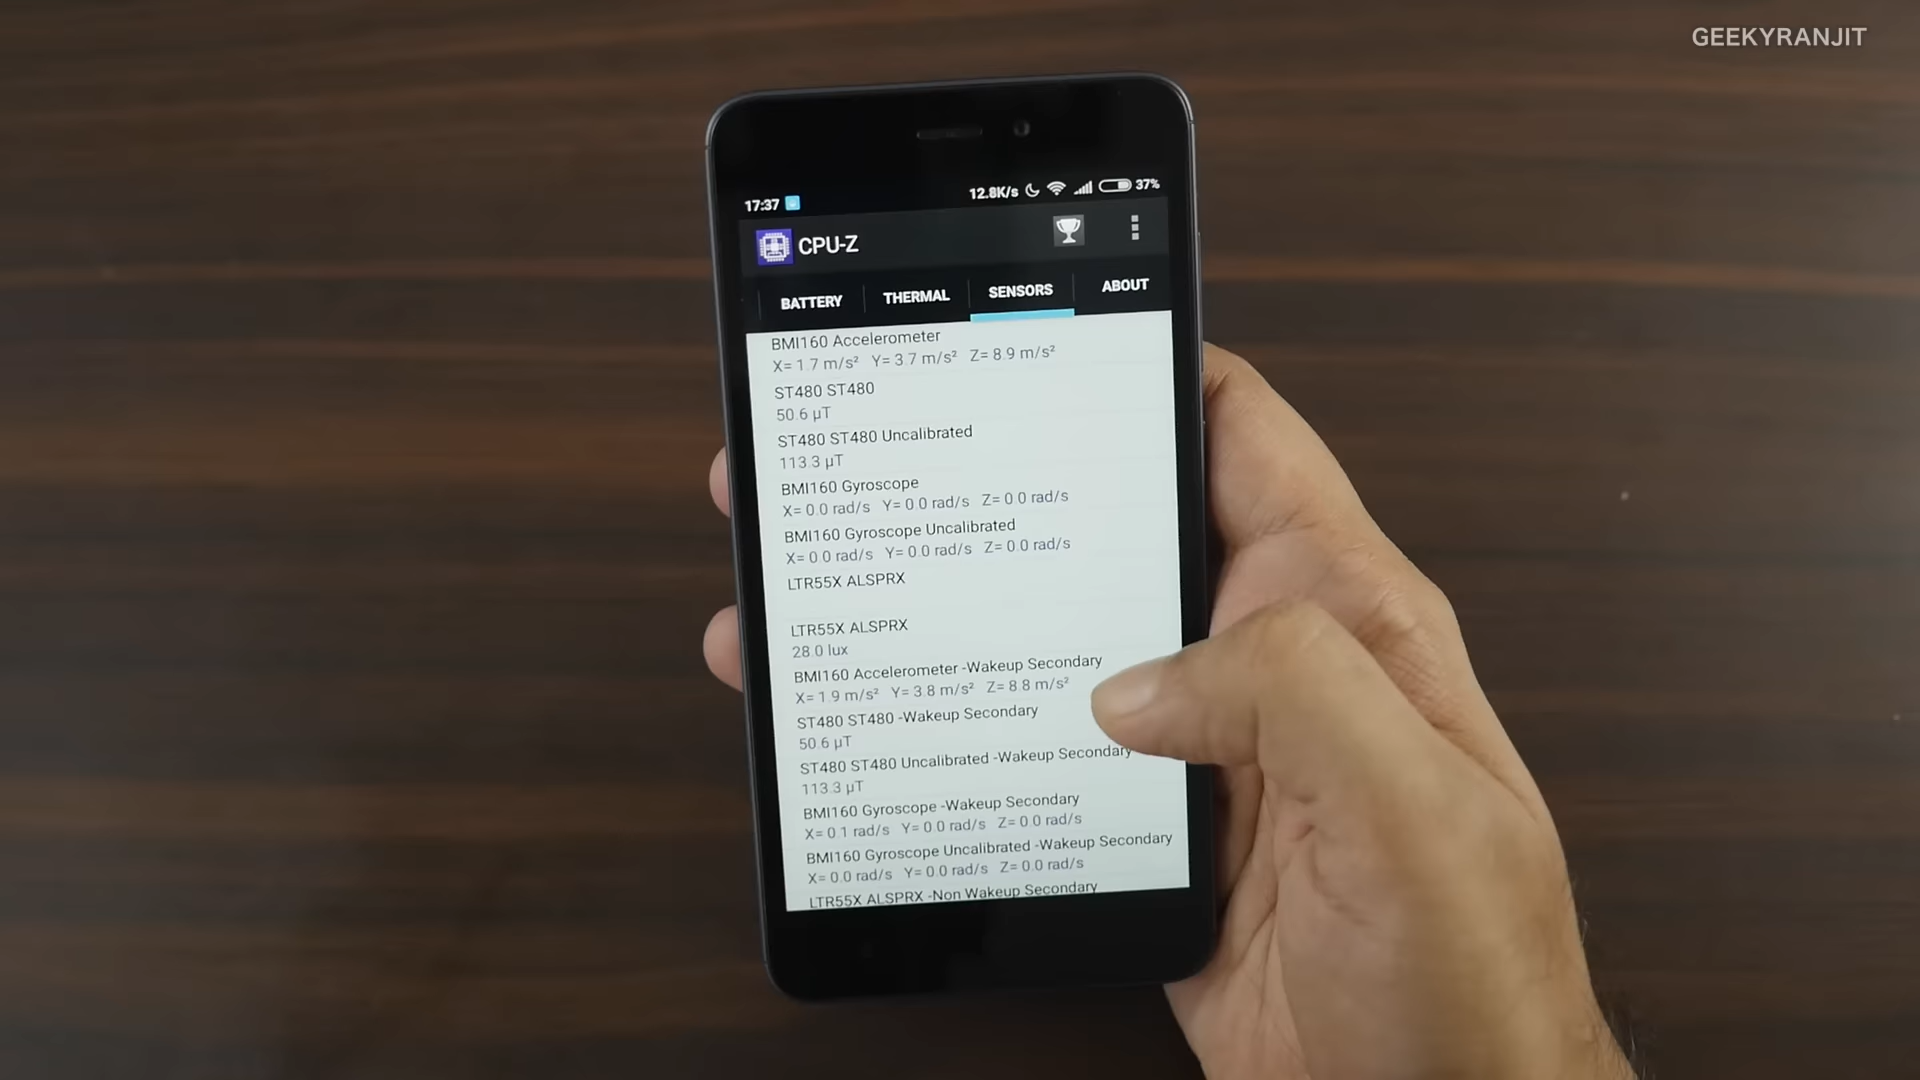 GEEKYRANJIT
17:37 12.8K/s 37%
CPU-Z
BATTERY THERMAL SENSORS ABOUT
BMI160 Accelerometer
X= 1.7 m/s² Y= 3.7 m/s² Z= 8.9 m/s²
ST480 ST480
50.6 µT
ST480 ST480 Uncalibrated
113.3 µT
BMI160 Gyroscope
X= 0.0 rad/s Y= 0.0 rad/s Z= 0.0 rad/s
BMI160 Gyroscope Uncalibrated
X= 0.0 rad/s Y= 0.0 rad/s Z= 0.0 rad/s
LTR55X ALSPRX
LTR55X ALSPRX
28.0 lux
BMI160 Accelerometer -Wakeup Secondary
X= 1.9 m/s² Y= 3.8 m/s² Z= 8.8 m/s²
ST480 ST480 -Wakeup Secondary
50.6 µT
ST480 ST480 Uncalibrated -Wakeup Secondary
113.3 µT
BMI160 Gyroscope -Wakeup Secondary
X= 0.1 rad/s Y= 0.0 rad/s Z= 0.0 rad/s
BMI160 Gyroscope Uncalibrated -Wakeup Secondary
X= 0.0 rad/s Y= 0.0 rad/s Z= 0.0 rad/s
LTR55X ALSPRX -Non Wakeup Secondary